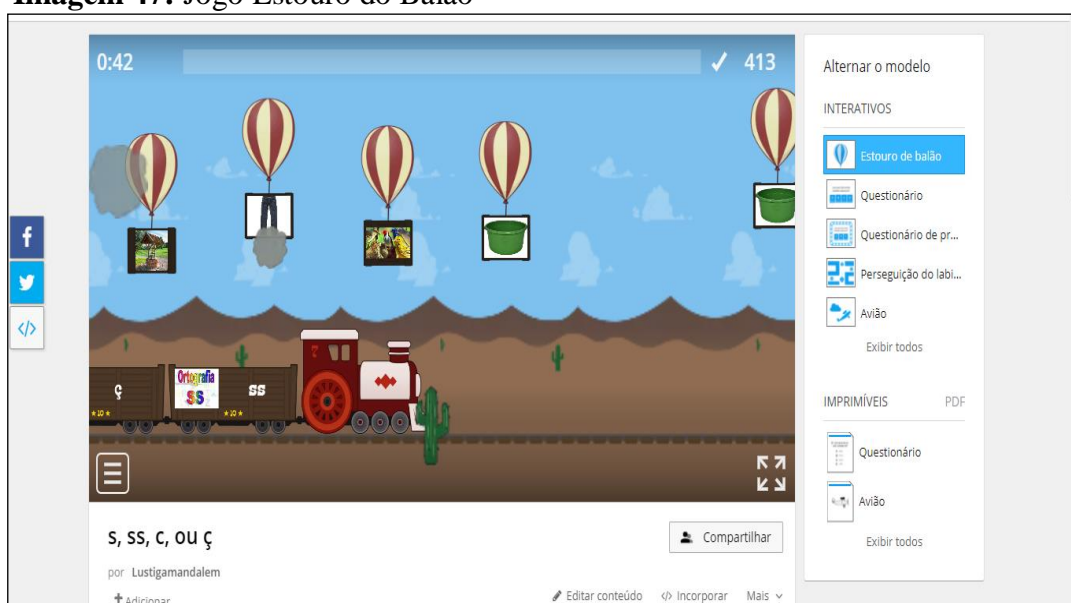 Imagem 47: Jogo Estouro do Balão
0:42
413
ç
Ortografia
ss
ss
★10★
★10★
s, ss, c, ou ç
por Lustigamandalem
Adicionar
Compartilhar
Editar conteúdo
</> Incorporar
Mais
f
</>
Alternar o modelo
INTERATIVOS
Estouro de balão
Questionário
Questionário de pr...
Perseguição do labi...
Avião
Exibir todos
IMPRIMÍVEIS
PDF
Questionário
Avião
Exibir todos